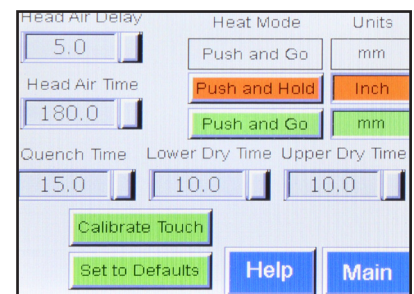 Head Air Delay Heat Mode Units
5.0 Push and Go mm
Head Air Time Push and Hold Inch
180.0 Push and Go mm
Quench Time Lower Dry Time Upper Dry Time
15.0 10.0 10.0
Calibrate Touch
Set to Defaults Help Main